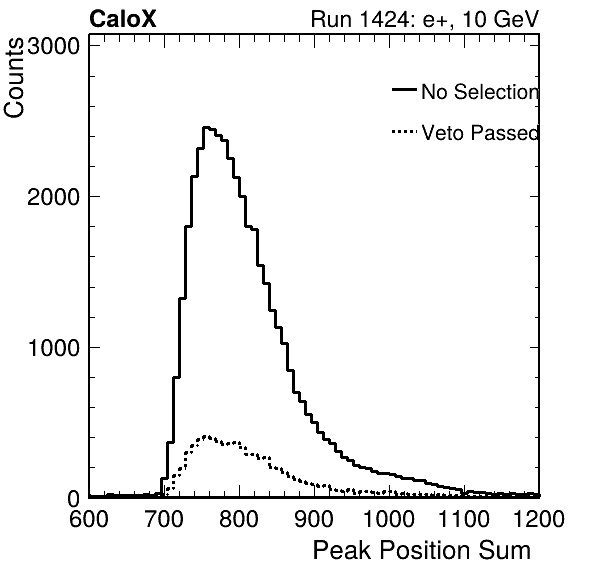 CaloX Run 1424: e+, 10 GeV
Counts
3000
2000
1000
0
No Selection
Veto Passed
600 700 800 900 1000 1100 1200
Peak Position Sum